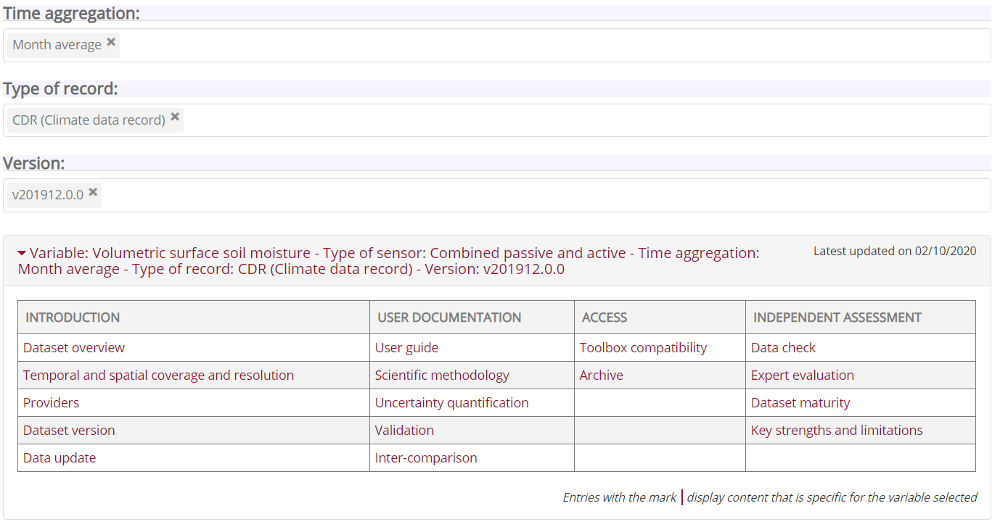 Time aggregation:
Month average ×
Type of record:
CDR (Climate data record) ×
Version:
v201912.0.0 ×
Variable: Volumetric surface soil moisture - Type of sensor: Combined passive and active - Time aggregation:
Month average - Type of record: CDR (Climate data record) - Version: v201912.0.0
Latest updated on 02/10/2020
INTRODUCTION USER DOCUMENTATION ACCESS INDEPENDENT ASSESSMENT
Dataset overview User guide Toolbox compatibility Data check
Temporal and spatial coverage and resolution Scientific methodology Archive Expert evaluation
Providers Uncertainty quantification Dataset maturity
Dataset version Validation Key strengths and limitations
Data update Inter-comparison
Entries with the mark | display content that is specific for the variable selected